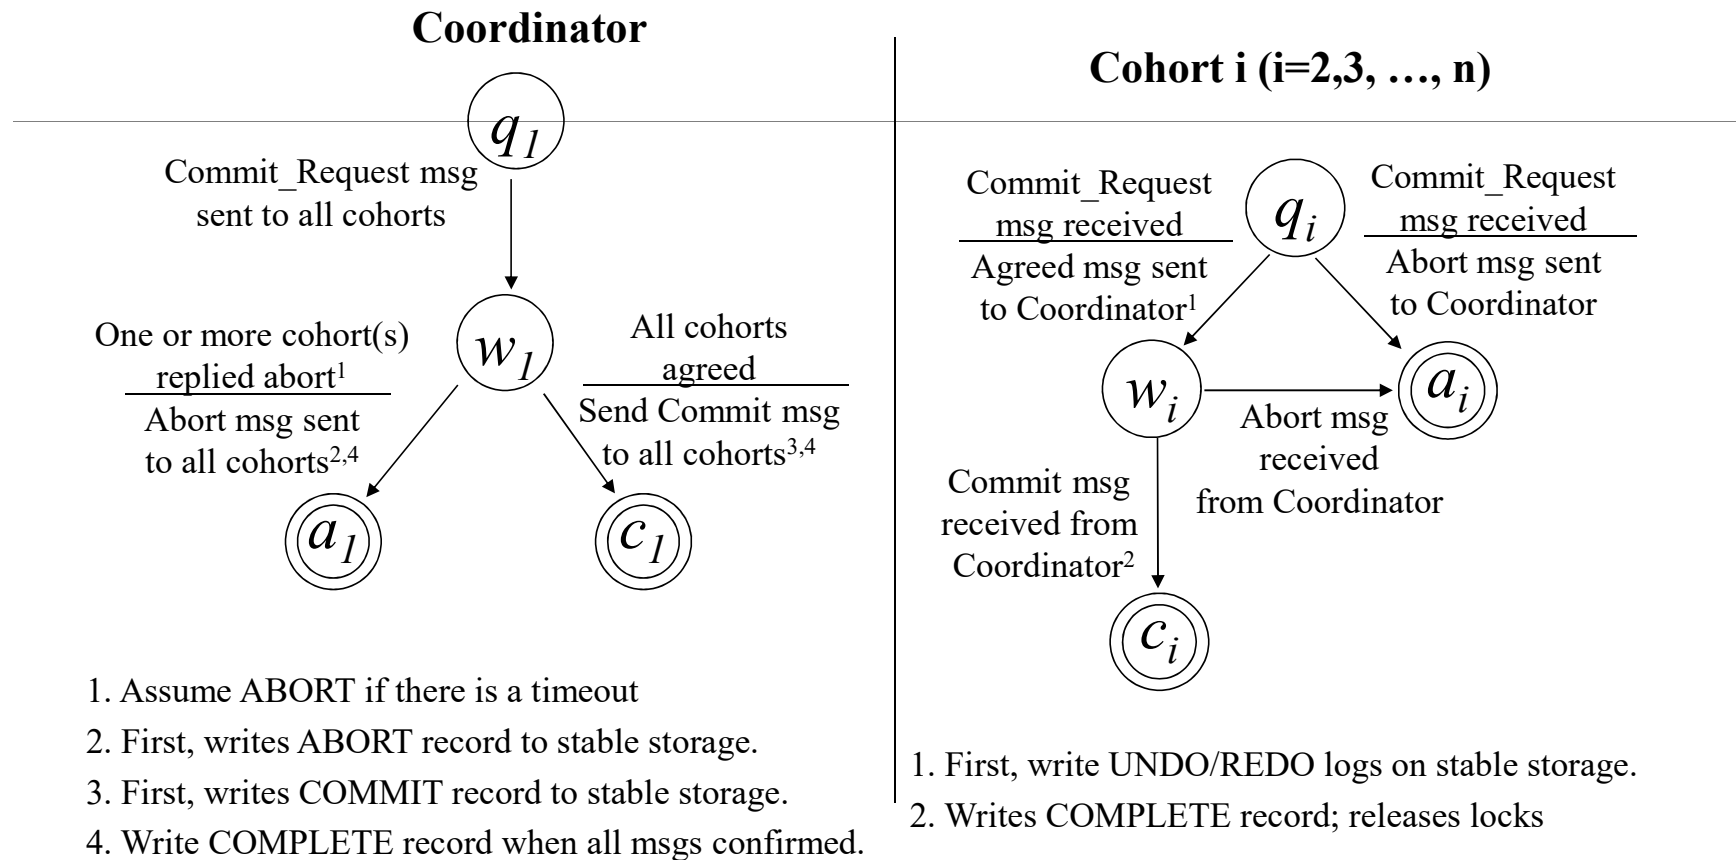 Coordinator
q1
Commit_Request msg
sent to all cohorts
w1
One or more cohort(s)
replied abort1
Abort msg sent
to all cohorts2,4
All cohorts
agreed
Send Commit msg
to all cohorts3,4
a1
c1
1. Assume ABORT if there is a timeout
2. First, writes ABORT record to stable storage.
3. First, writes COMMIT record to stable storage.
4. Write COMPLETE record when all msgs confirmed.
Cohort i (i=2,3, …, n)
qi
Commit_Request
msg received
Agreed msg sent
to Coordinator1
Commit_Request
msg received
Abort msg sent
to Coordinator
wi
ai
Abort msg
received
from Coordinator
Commit msg
received from
Coordinator2
ci
1. First, write UNDO/REDO logs on stable storage.
2. Writes COMPLETE record; releases locks